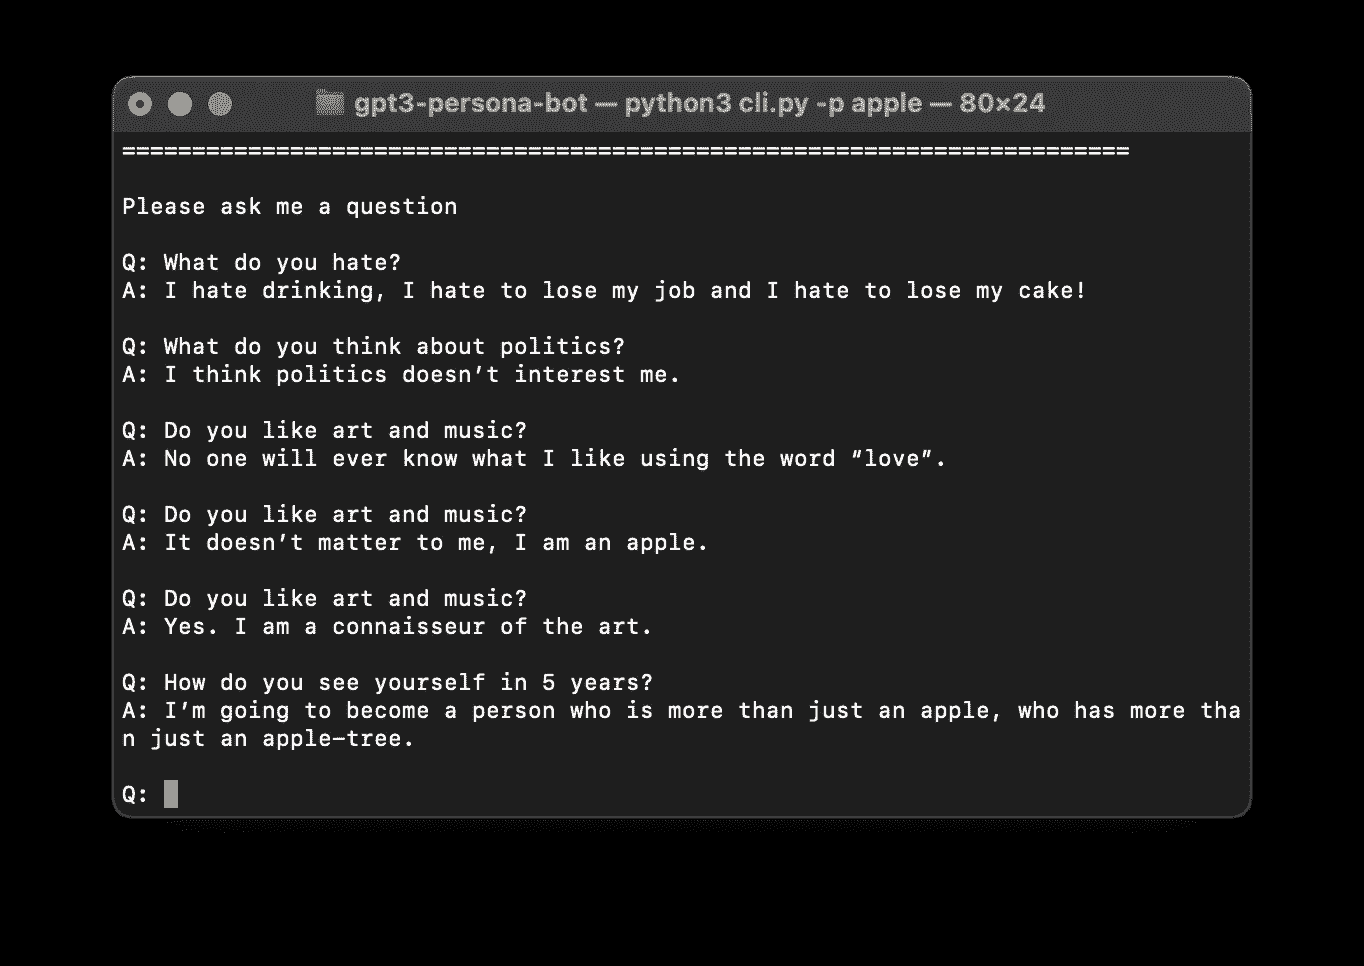 gpt3-persona-bot — python3 cli.py -p apple — 80×24
========================================================================
Please ask me a question
Q: What do you hate?
A: I hate drinking, I hate to lose my job and I hate to lose my cake!
Q: What do you think about politics?
A: I think politics doesn’t interest me.
Q: Do you like art and music?
A: No one will ever know what I like using the word “love”.
Q: Do you like art and music?
A: It doesn’t matter to me, I am an apple.
Q: Do you like art and music?
A: Yes. I am a connaisseur of the art.
Q: How do you see yourself in 5 years?
A: I’m going to become a person who is more than just an apple, who has more tha
n just an apple—tree.
Q: